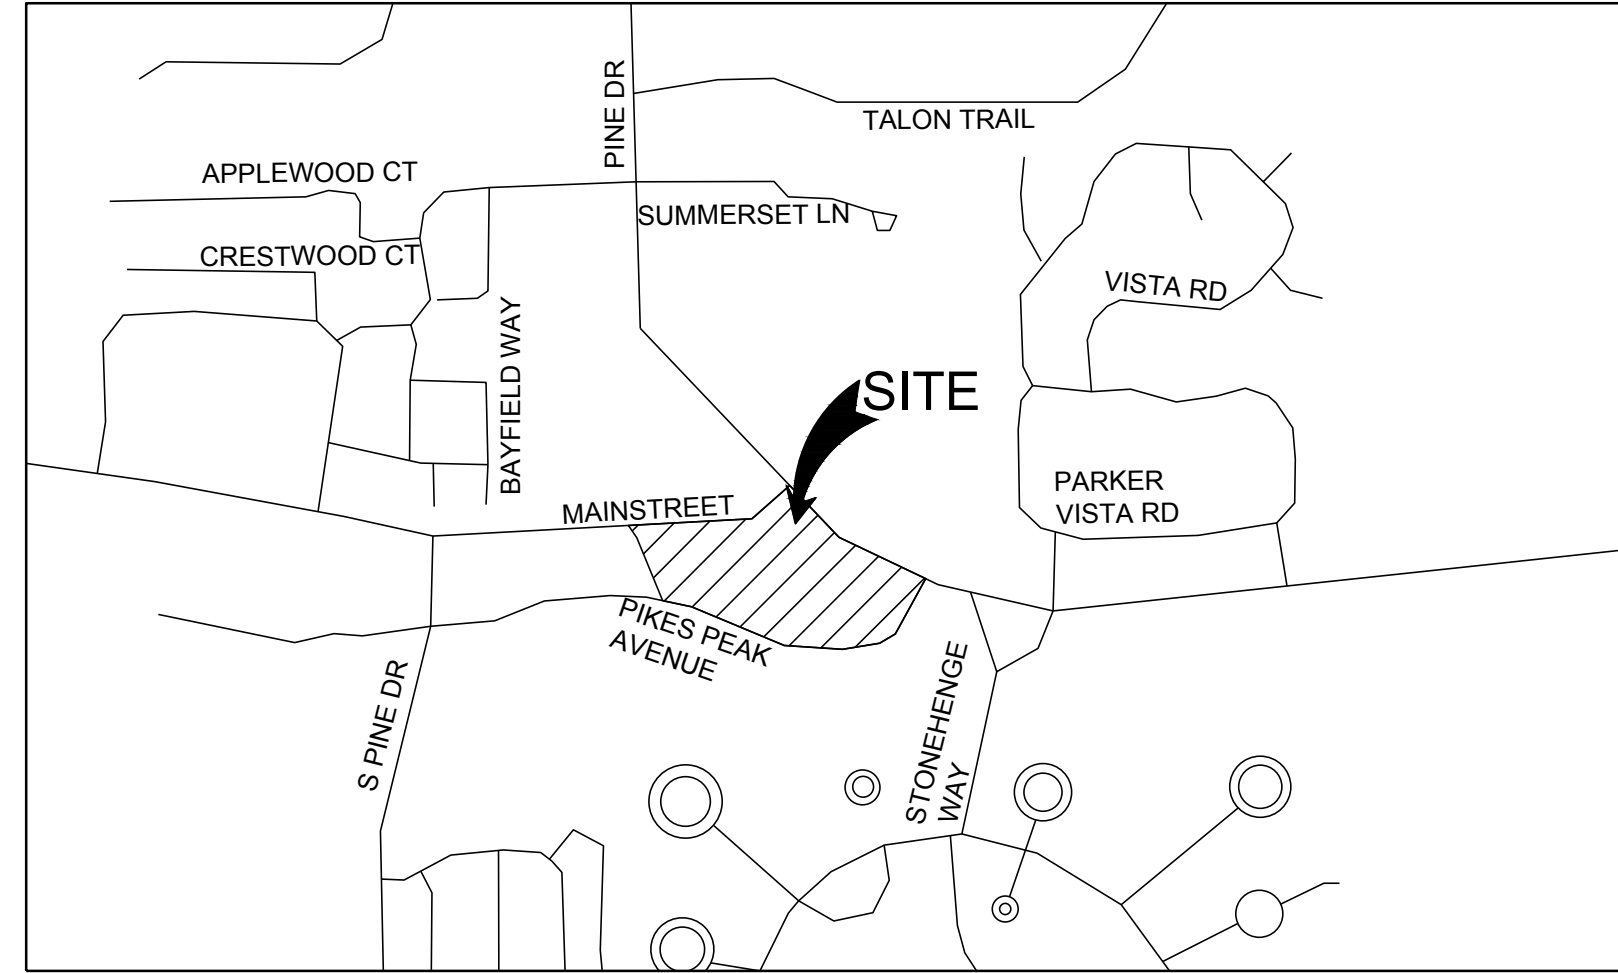 PINE DR
TALON TRAIL
APPLEWOOD CT
SUMMERSET LN
CRESTWOOD CT
VISTA RD
BAYFIELD WAY
SITE
MAINSTREET
PARKER
VISTA RD
PIKES PEAK
AVENUE
S PINE DR
STONEHENGE
WAY